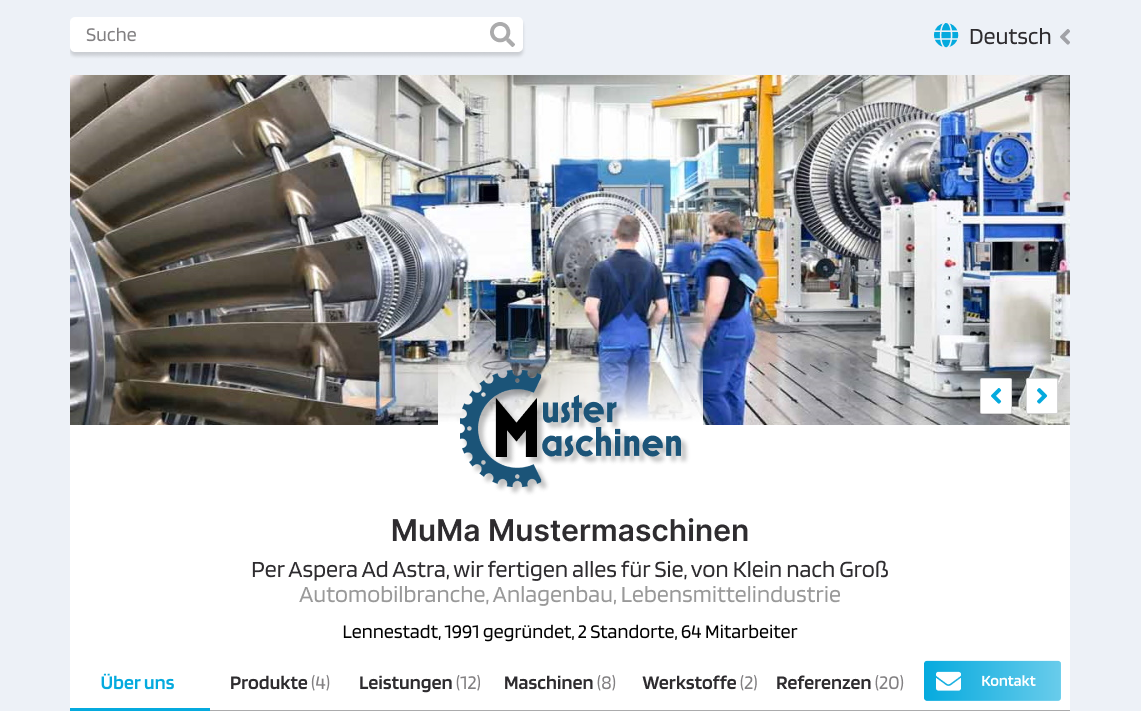 Suche
Deutsch
Muster
Maschinen
MuMa Mustermaschinen
Per Aspera Ad Astra, wir fertigen alles für Sie, von Klein nach Groß
Automobilbranche, Anlagenbau, Lebensmittelindustrie
Lennestadt, 1991 gegründet, 2 Standorte, 64 Mitarbeiter
Über uns Produkte (4) Leistungen (12) Maschinen (8) Werkstoffe (2) Referenzen (20) Kontakt